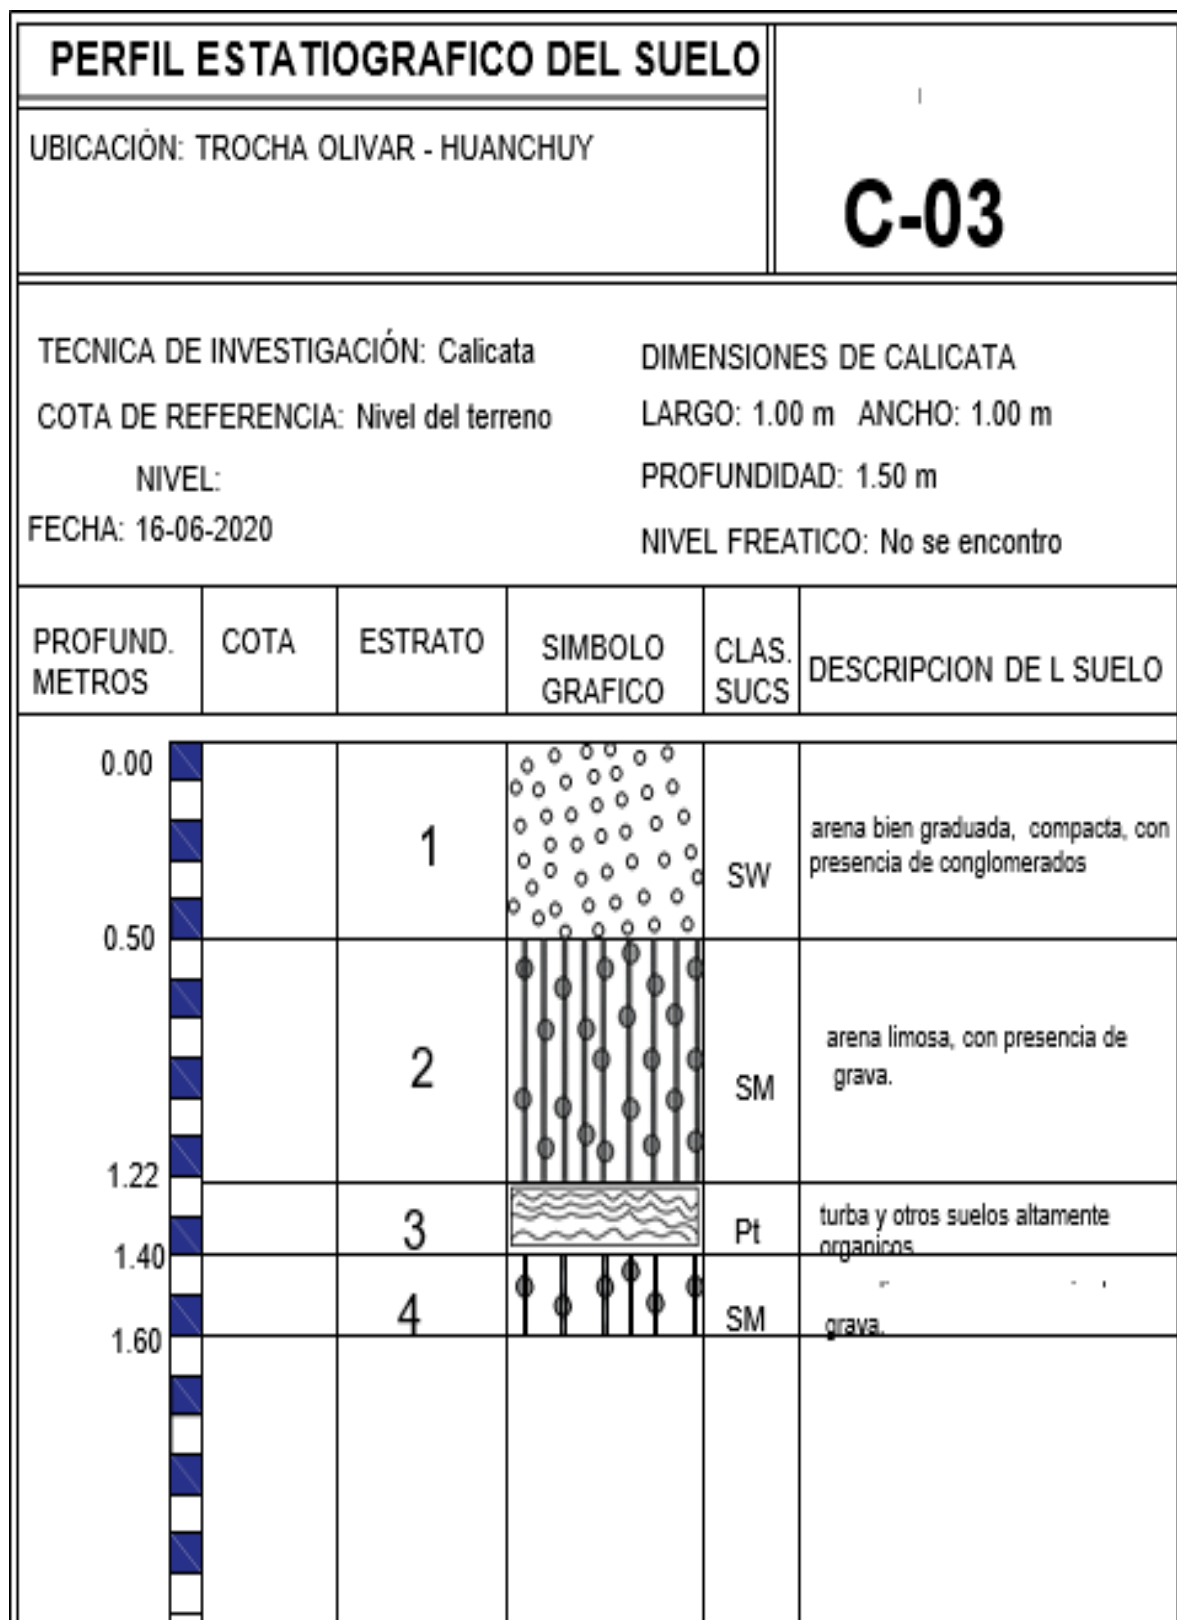 PERFIL ESTATIOGRAFICO DEL SUELO
UBICACIÓN: TROCHA OLIVAR - HUANCHUY
C-03
TECNICA DE INVESTIGACIÓN: Calicata
COTA DE REFERENCIA: Nivel del terreno
NIVEL:
FECHA: 16-06-2020
DIMENSIONES DE CALICATA
LARGO: 1.00 m ANCHO: 1.00 m
PROFUNDIDAD: 1.50 m
NIVEL FREATICO: No se encontro
PROFUND.
METROS
COTA
ESTRATO
SIMBOLO
GRAFICO
CLAS.
SUCS
DESCRIPCION DE L SUELO
0.00
1
SW
arena bien graduada, compacta, con
presencia de conglomerados
0.50
2
SM
arena limosa, con presencia de
grava.
1.22
3
Pt
turba y otros suelos altamente
organicos
1.40
4
SM
grava.
1.60